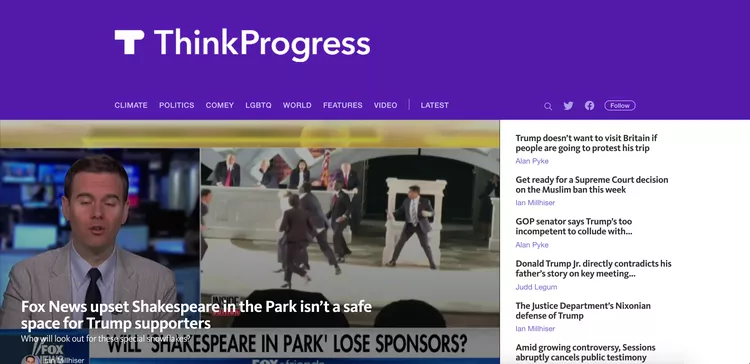 ThinkProgress
CLIMATE POLITICS COMEY LGBTQ WORLD FEATURES VIDEO LATEST
Follow
Fox News upset Shakespeare in the Park isn’t a safe
space for Trump supporters
Who will look out for these special snowflakes?
Ian Millhiser
INSIDE
WILL 'SHAKESPEARE IN PARK' LOSE SPONSORS?
FOX
NEWS
FOX & friends
Trump doesn’t want to visit Britain if
people are going to protest his trip
Alan Pyke
Get ready for a Supreme Court decision
on the Muslim ban this week
Ian Millhiser
GOP senator says Trump’s too
incompetent to collude with...
Alan Pyke
Donald Trump Jr. directly contradicts his
father’s story on key meeting...
Judd Legum
The Justice Department’s Nixonian
defense of Trump
Ian Millhiser
Amid growing controversy, Sessions
abruptly cancels public testimony